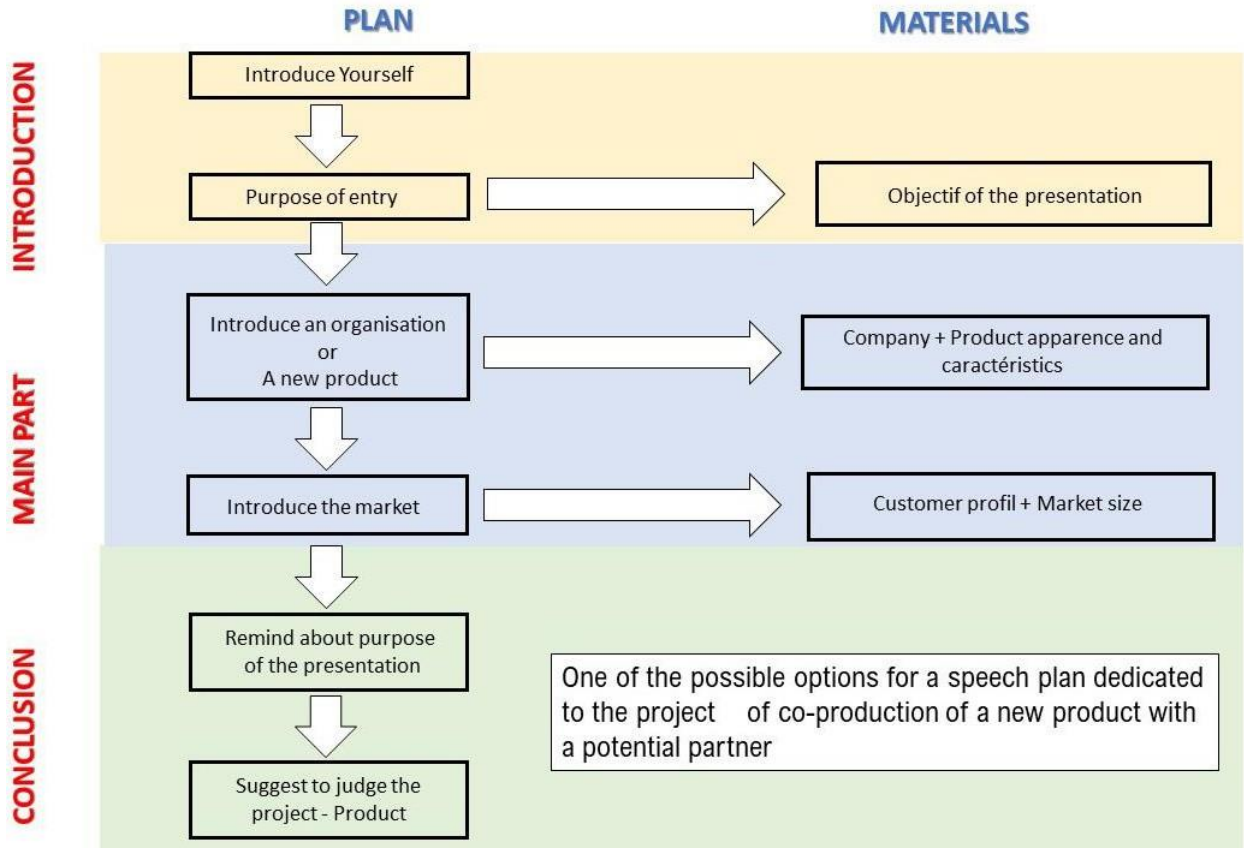 PLAN
MATERIALS
INTRODUCTION
Introduce Yourself
Purpose of entry
Objectif of the presentation
MAIN PART
Introduce an organisation
or
A new product
Company + Product apparence and
caractéristics
Introduce the market
Customer profil + Market size
CONCLUSION
Remind about purpose
of the presentation
One of the possible options for a speech plan dedicated
to the project of co-production of a new product with
a potential partner
Suggest to judge the
project - Product